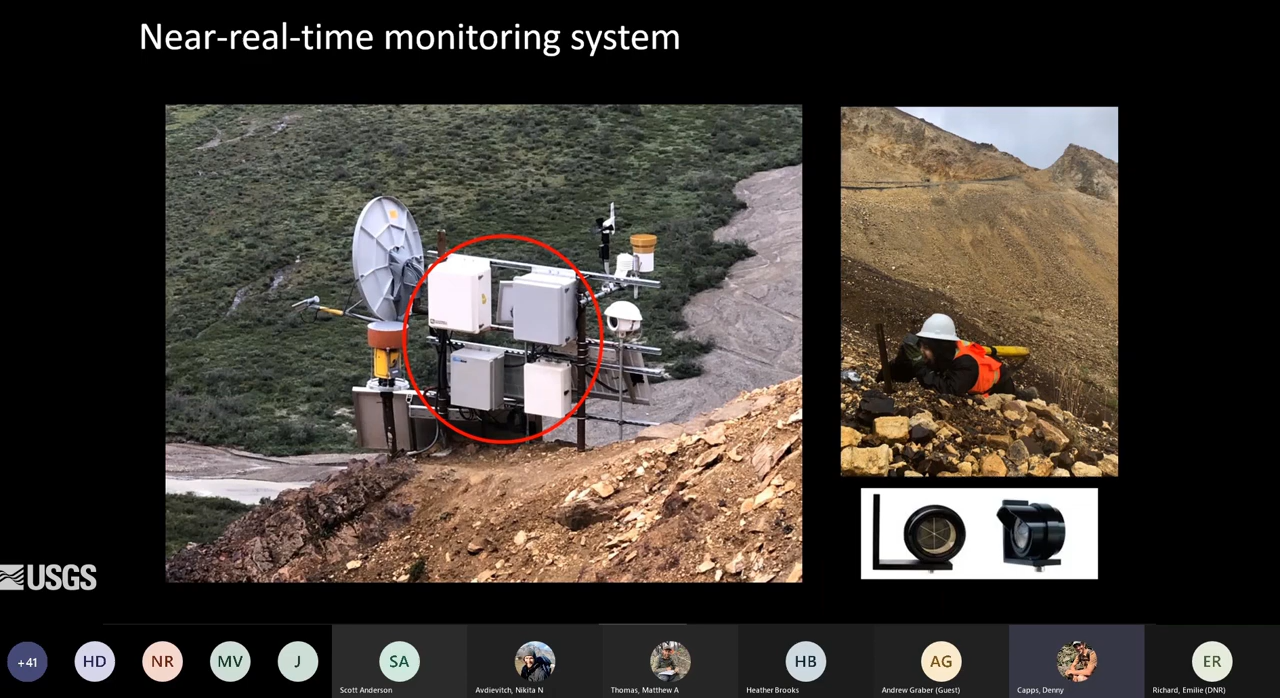 Near-real-time monitoring system
USGS
+41
HD
NR
MV
J
SA
HB
AG
ER
Scott Anderson
Avdievitch, Nikita N
Thomas, Matthew A
Heather Brooks
Andrew Graber (Guest)
Capps, Denny
Richard, Emilie (DNR)